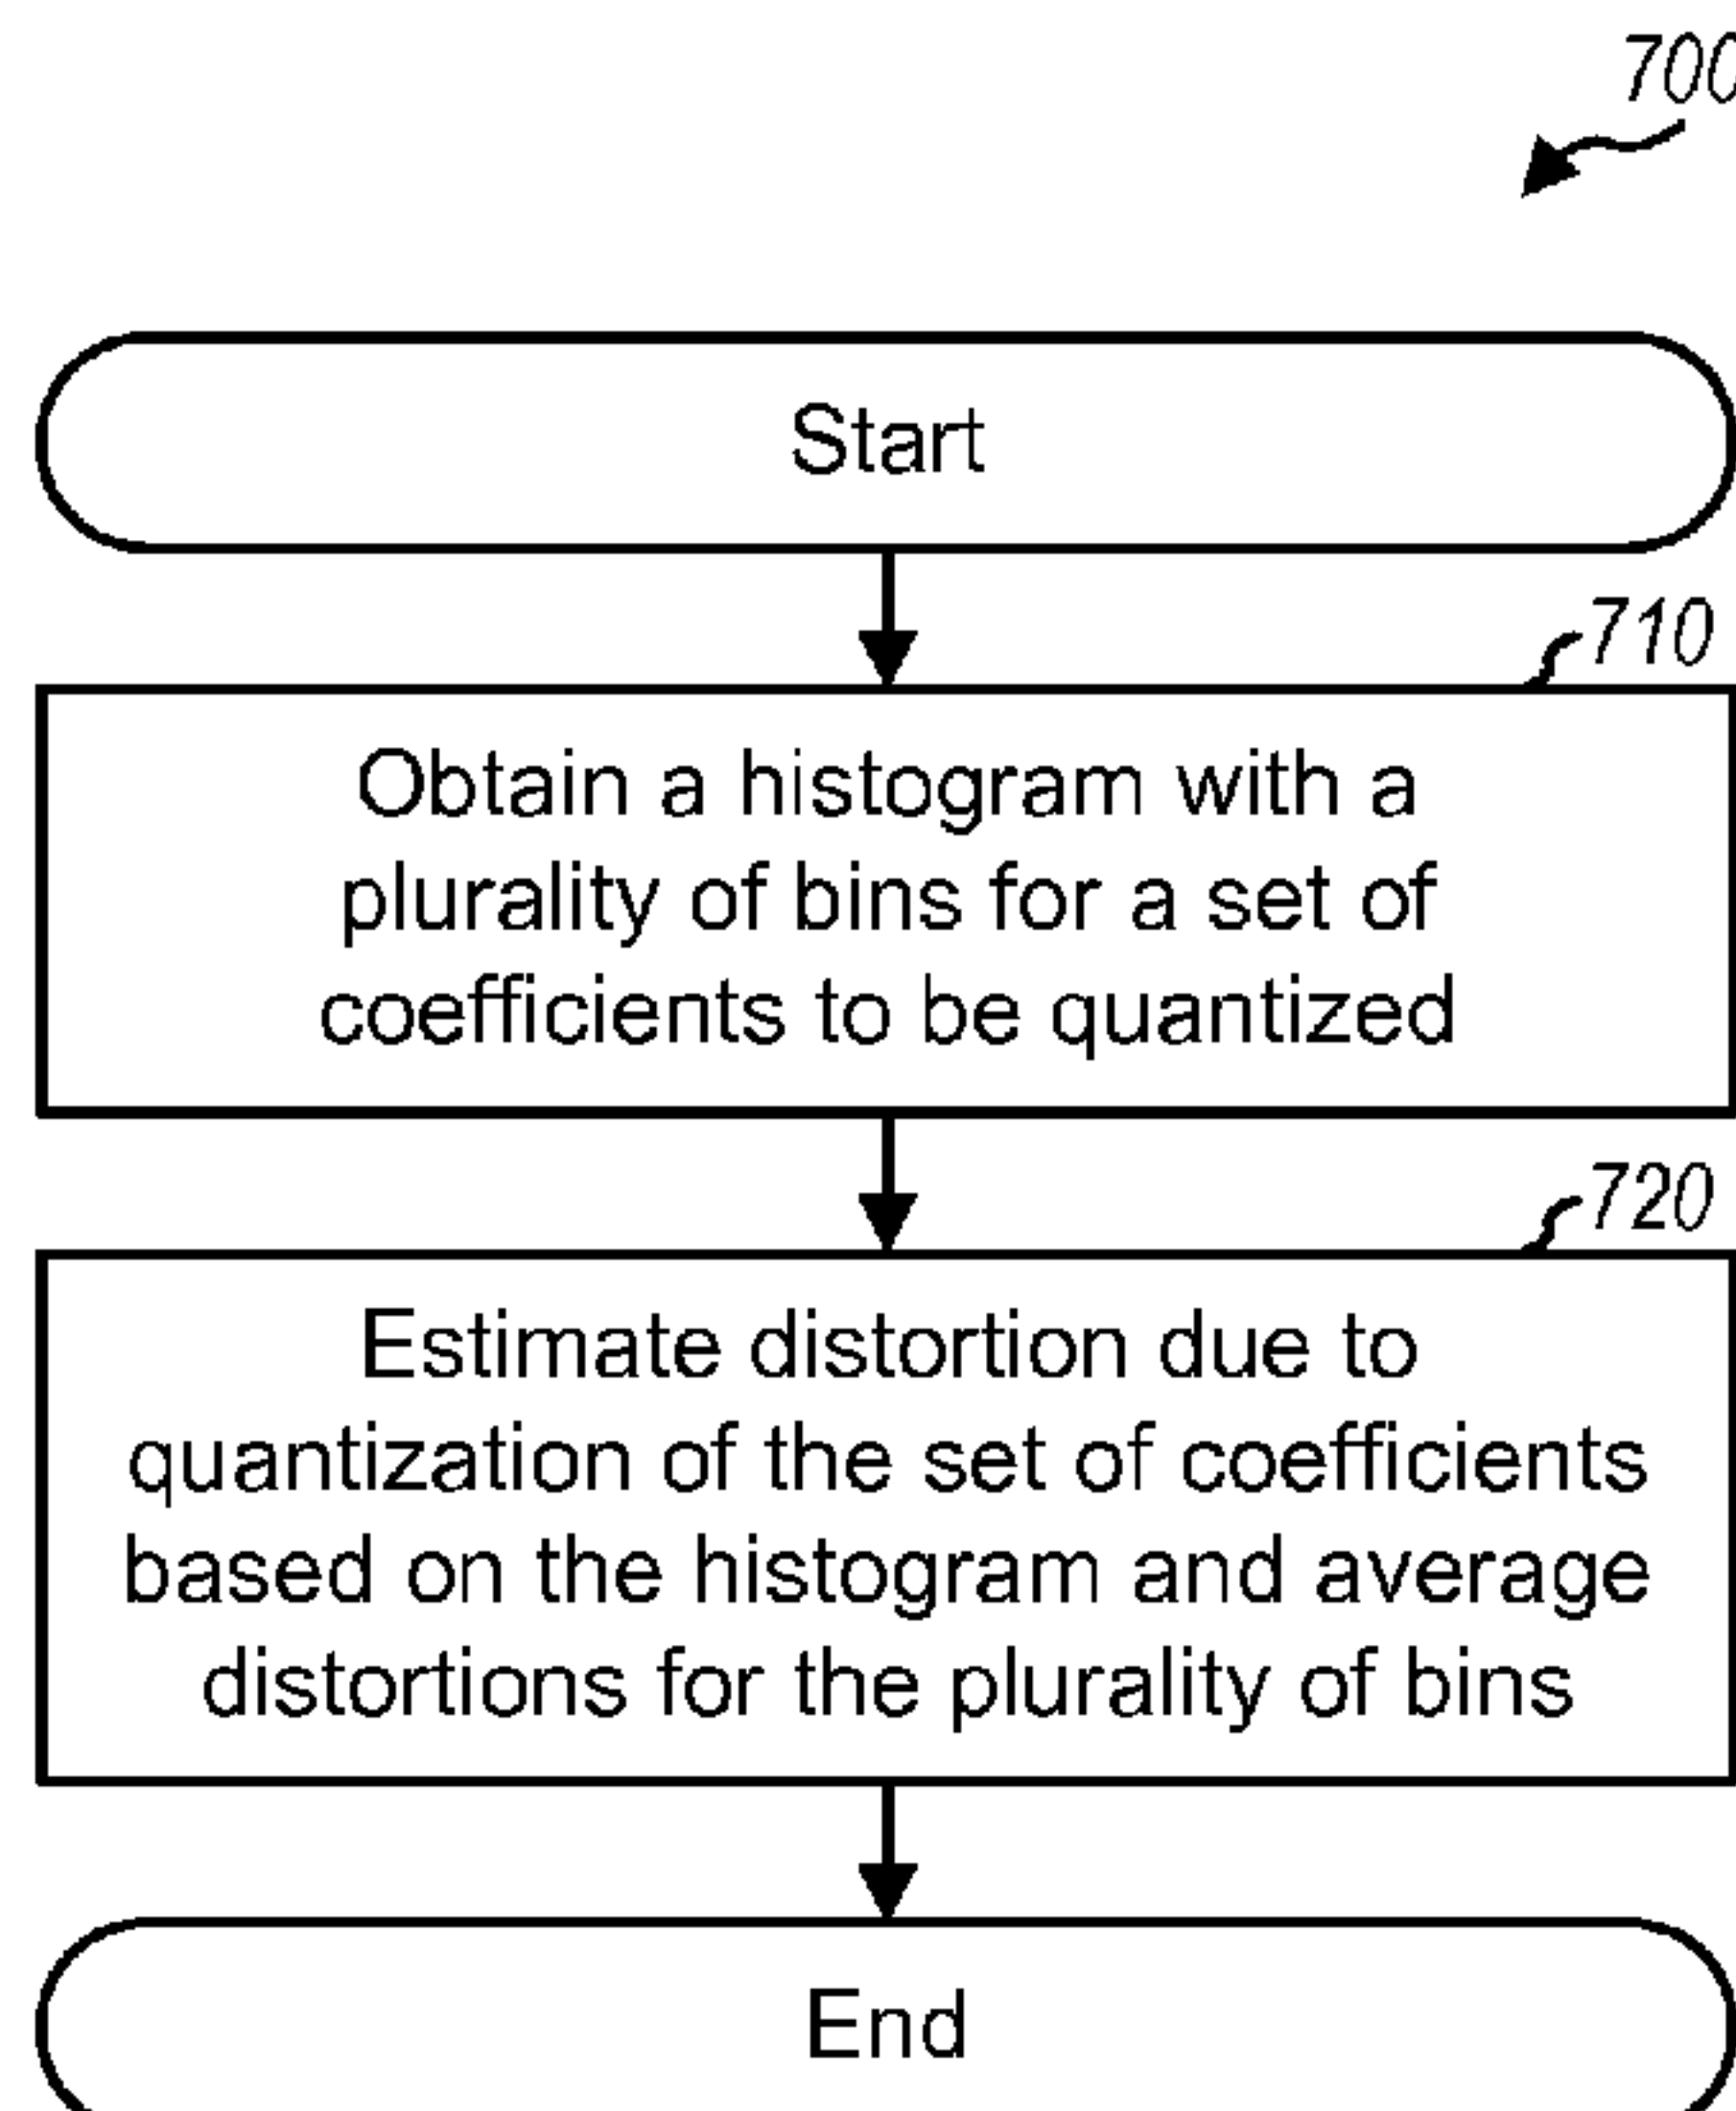 700
Start
710
Obtain a histogram with a
plurality of bins for a set of
coefficients to be quantized
720
Estimate distortion due to
quantization of the set of coefficients
based on the histogram and average
distortions for the plurality of bins
End